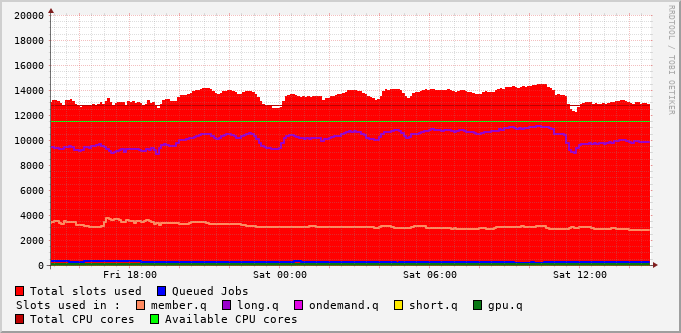 20000
18000
16000
14000
12000
10000
8000
6000
4000
2000
0
Fri 18:00 Sat 00:00 Sat 06:00 Sat 12:00
RRDTOOL / TOBI OETIKER
Total slots used Queued Jobs
Slots used in : member.q long.q ondemand.q short.q gpu.q
Total CPU cores Available CPU cores